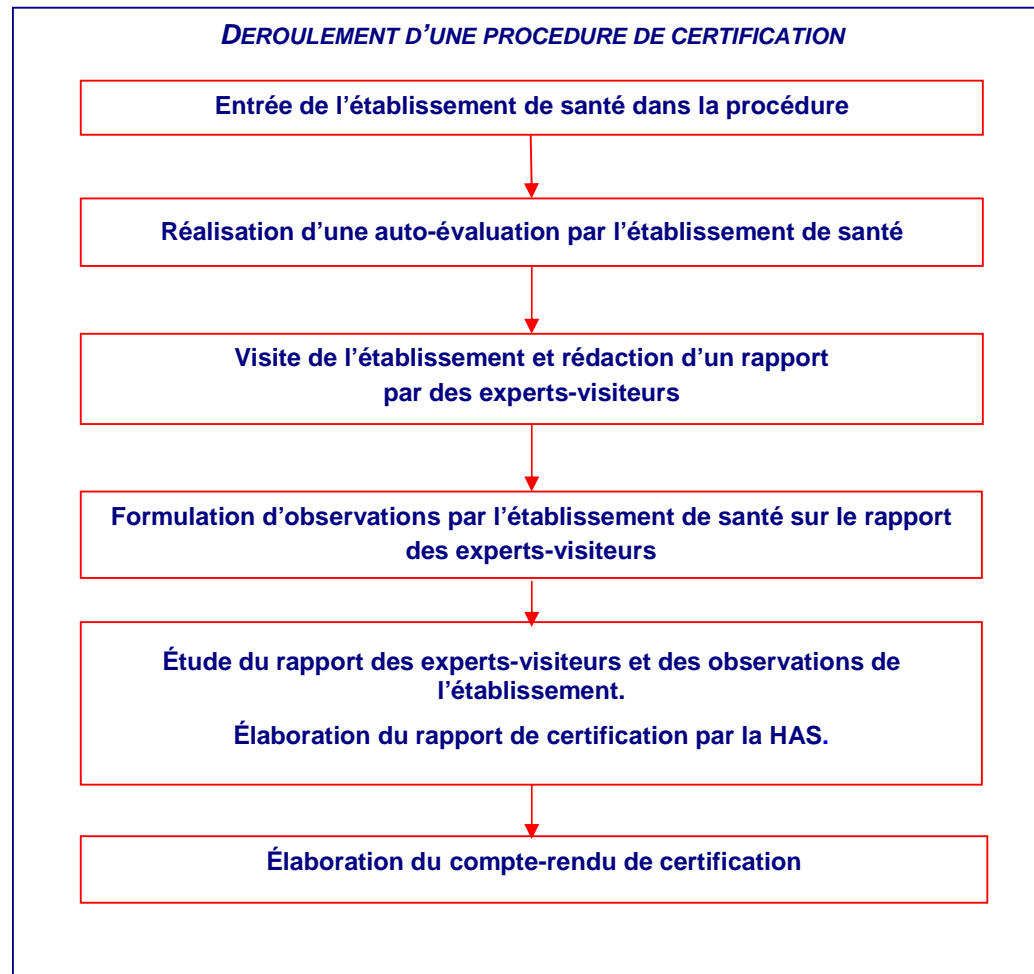 DEROULEMENT D'UNE PROCEDURE DE CERTIFICATION
Entrée de l'établissement de santé dans la procédure
Réalisation d'une auto-évaluation par l'établissement de santé
Visite de l'établissement et rédaction d'un rapport
par des experts-visiteurs
Formulation d'observations par l'établissement de santé sur le rapport
des experts-visiteurs
Étude du rapport des experts-visiteurs et des observations de
l'établissement.
Élaboration du rapport de certification par la HAS.
Élaboration du compte-rendu de certification